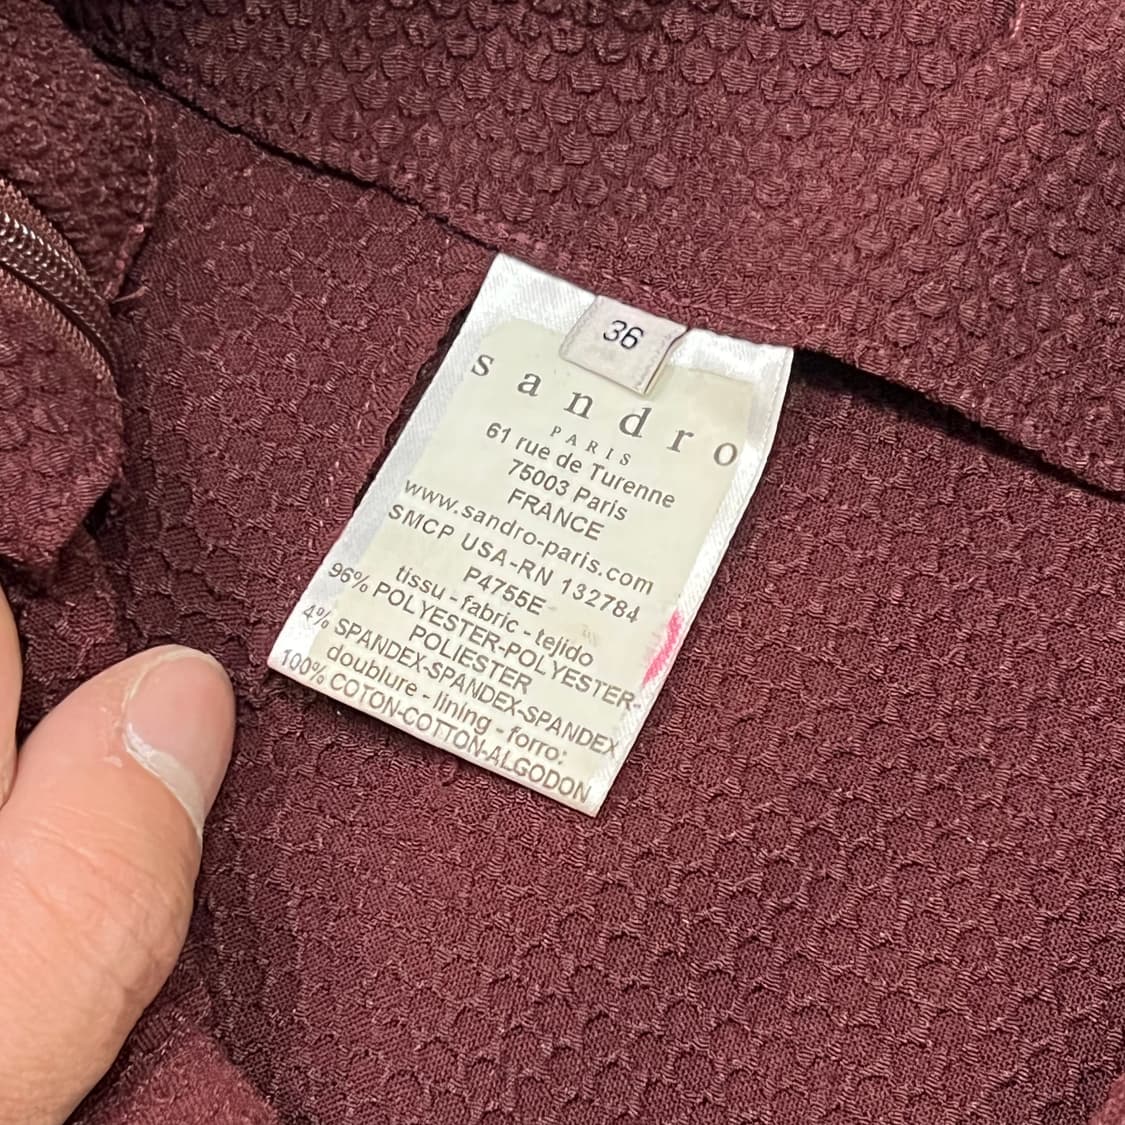 36
sandro
PARIS
61 rue de Turenne
75003 Paris
FRANCE
www.sandro-paris.com
SMCP USA-RN 132784
P4755E
tissu - fabric - tejido
96% POLYESTER-POLYESTER-
POLIESTER
4% SPANDEX-SPANDEX-SPANDEX
doublure - lining - forro:
100% COTON-COTTON-ALGODON